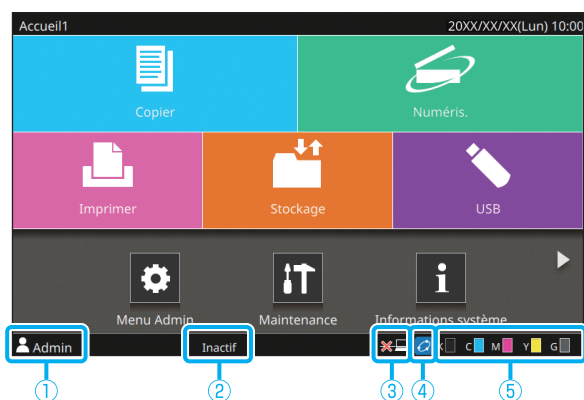 Accueil1 20XX/XX/XX(Lun) 10:00
Copier Numéris.
Imprimer Stockage USB
Menu Admin Maintenance Informations système
Admin Inactif K C M Y G
① ② ③ ④ ⑤